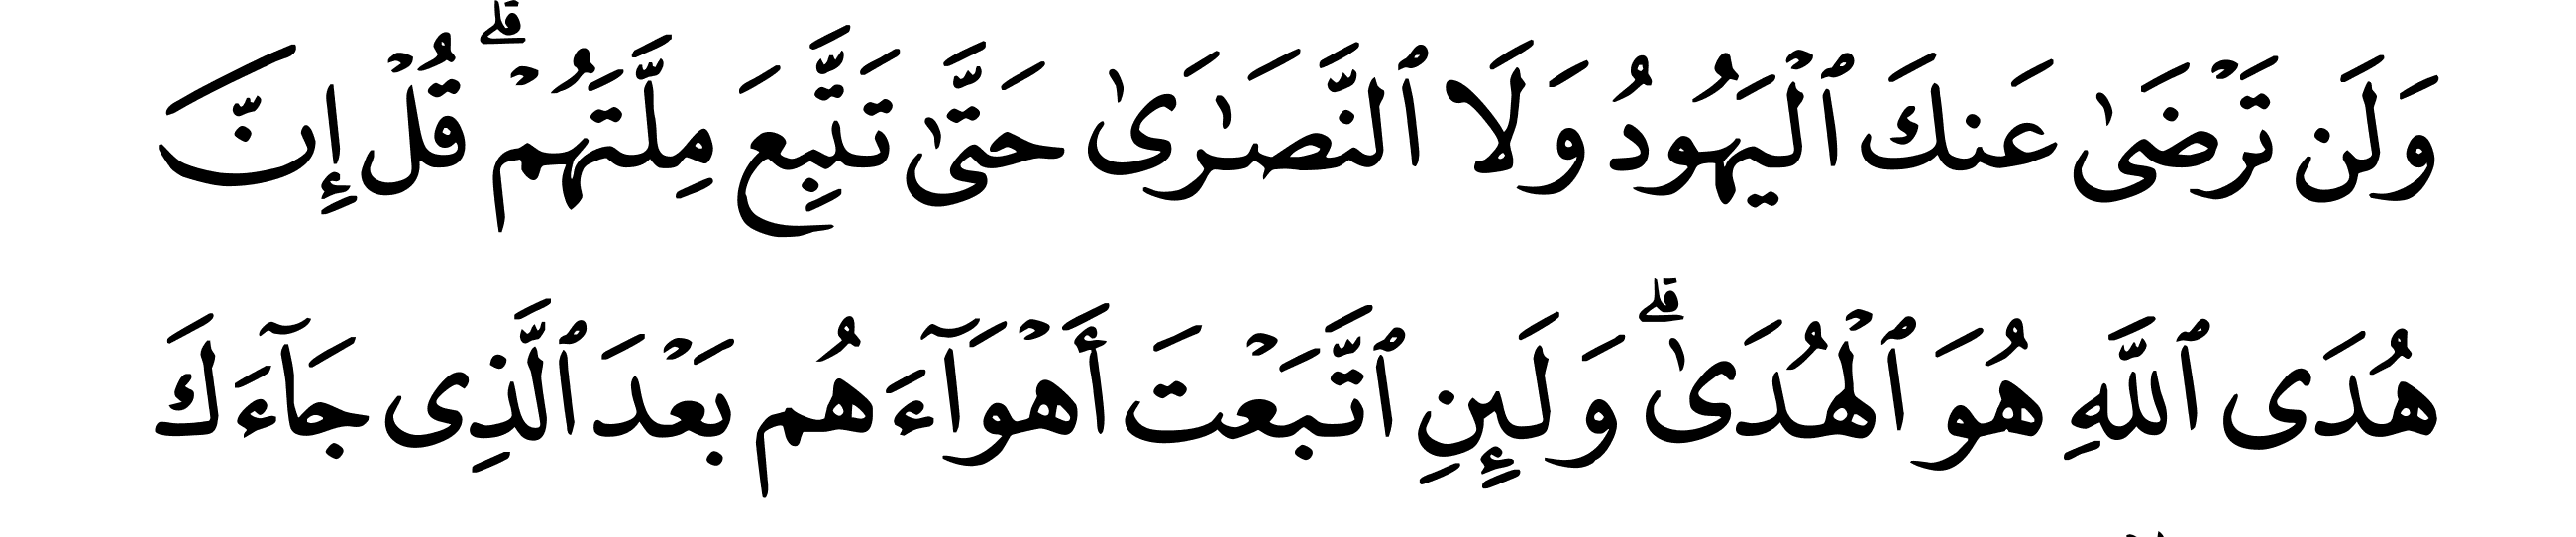 وَلَن تَرْضَىٰ عَنكَ ٱلْيَهُودُ وَلَا ٱلنَّصَـٰرَىٰ حَتَّىٰ تَتَّبِعَ مِلَّتَهُمْ ۗ قُلْ إِنَّ
هُدَى ٱللَّهِ هُوَ ٱلْهُدَىٰ ۗ وَلَئِنِ ٱتَّبَعْتَ أَهْوَآءَهُم بَعْدَ ٱلَّذِى جَآءَكَ